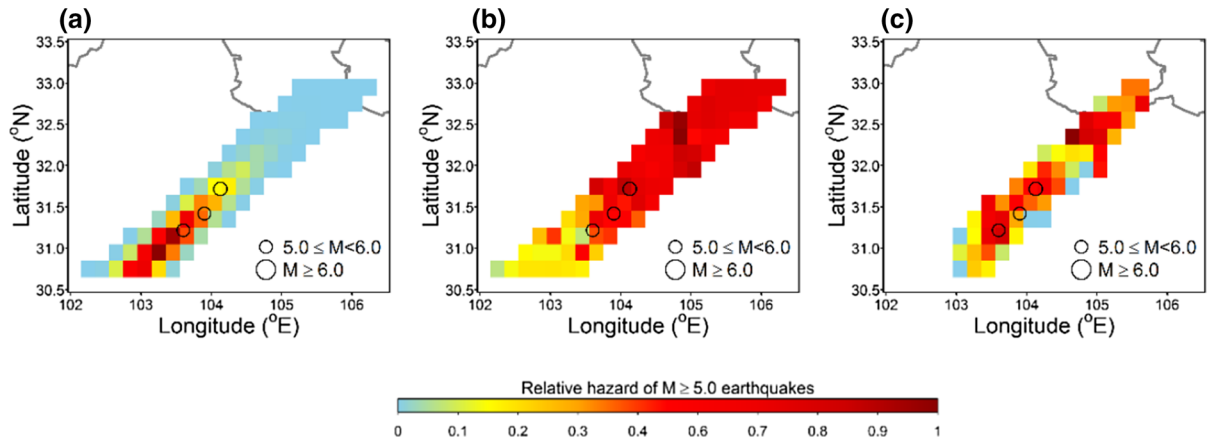 (a)
(b)
(c)
33.5
33.0
32.5
32.0
31.5
31.0
30.5
Latitude (°N)
5.0 ≤ M<6.0
M ≥ 6.0
102 103 104 105 106
Longitude (°E)
33.5
33.0
32.5
32.0
31.5
31.0
30.5
Latitude (°N)
5.0 ≤ M<6.0
M ≥ 6.0
102 103 104 105 106
Longitude (°E)
33.5
33.0
32.5
32.0
31.5
31.0
30.5
Latitude (°N)
5.0 ≤ M<6.0
M ≥ 6.0
102 103 104 105 106
Longitude (°E)
Relative hazard of M ≥ 5.0 earthquakes
0 0.1 0.2 0.3 0.4 0.5 0.6 0.7 0.8 0.9 1